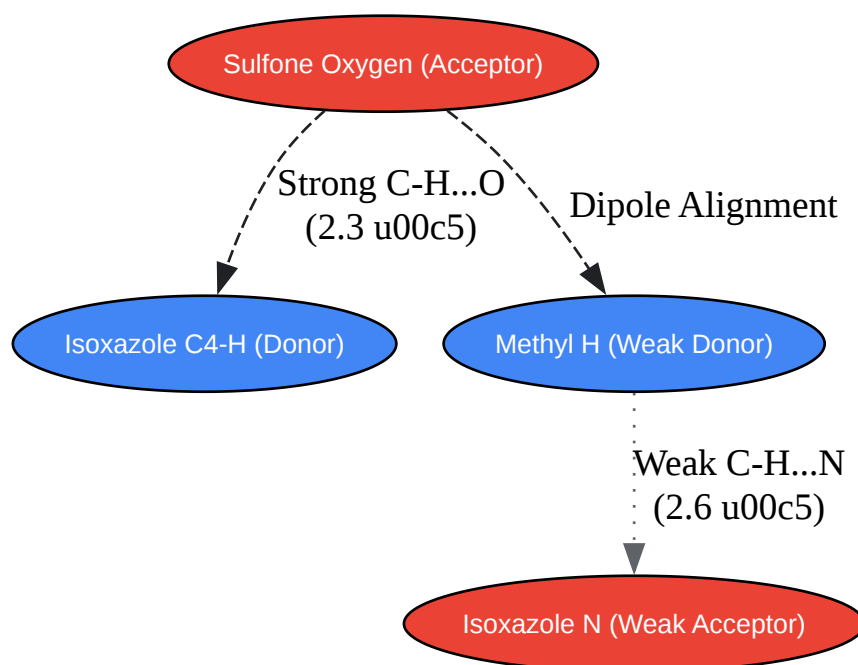 Sulfone Oxygen (Acceptor)
Strong C-H...O
(2.3 u00c5)
Dipole Alignment
Isoxazole C4-H (Donor)
Methyl H (Weak Donor)
Weak C-H...N
(2.6 u00c5)
Isoxazole N (Weak Acceptor)